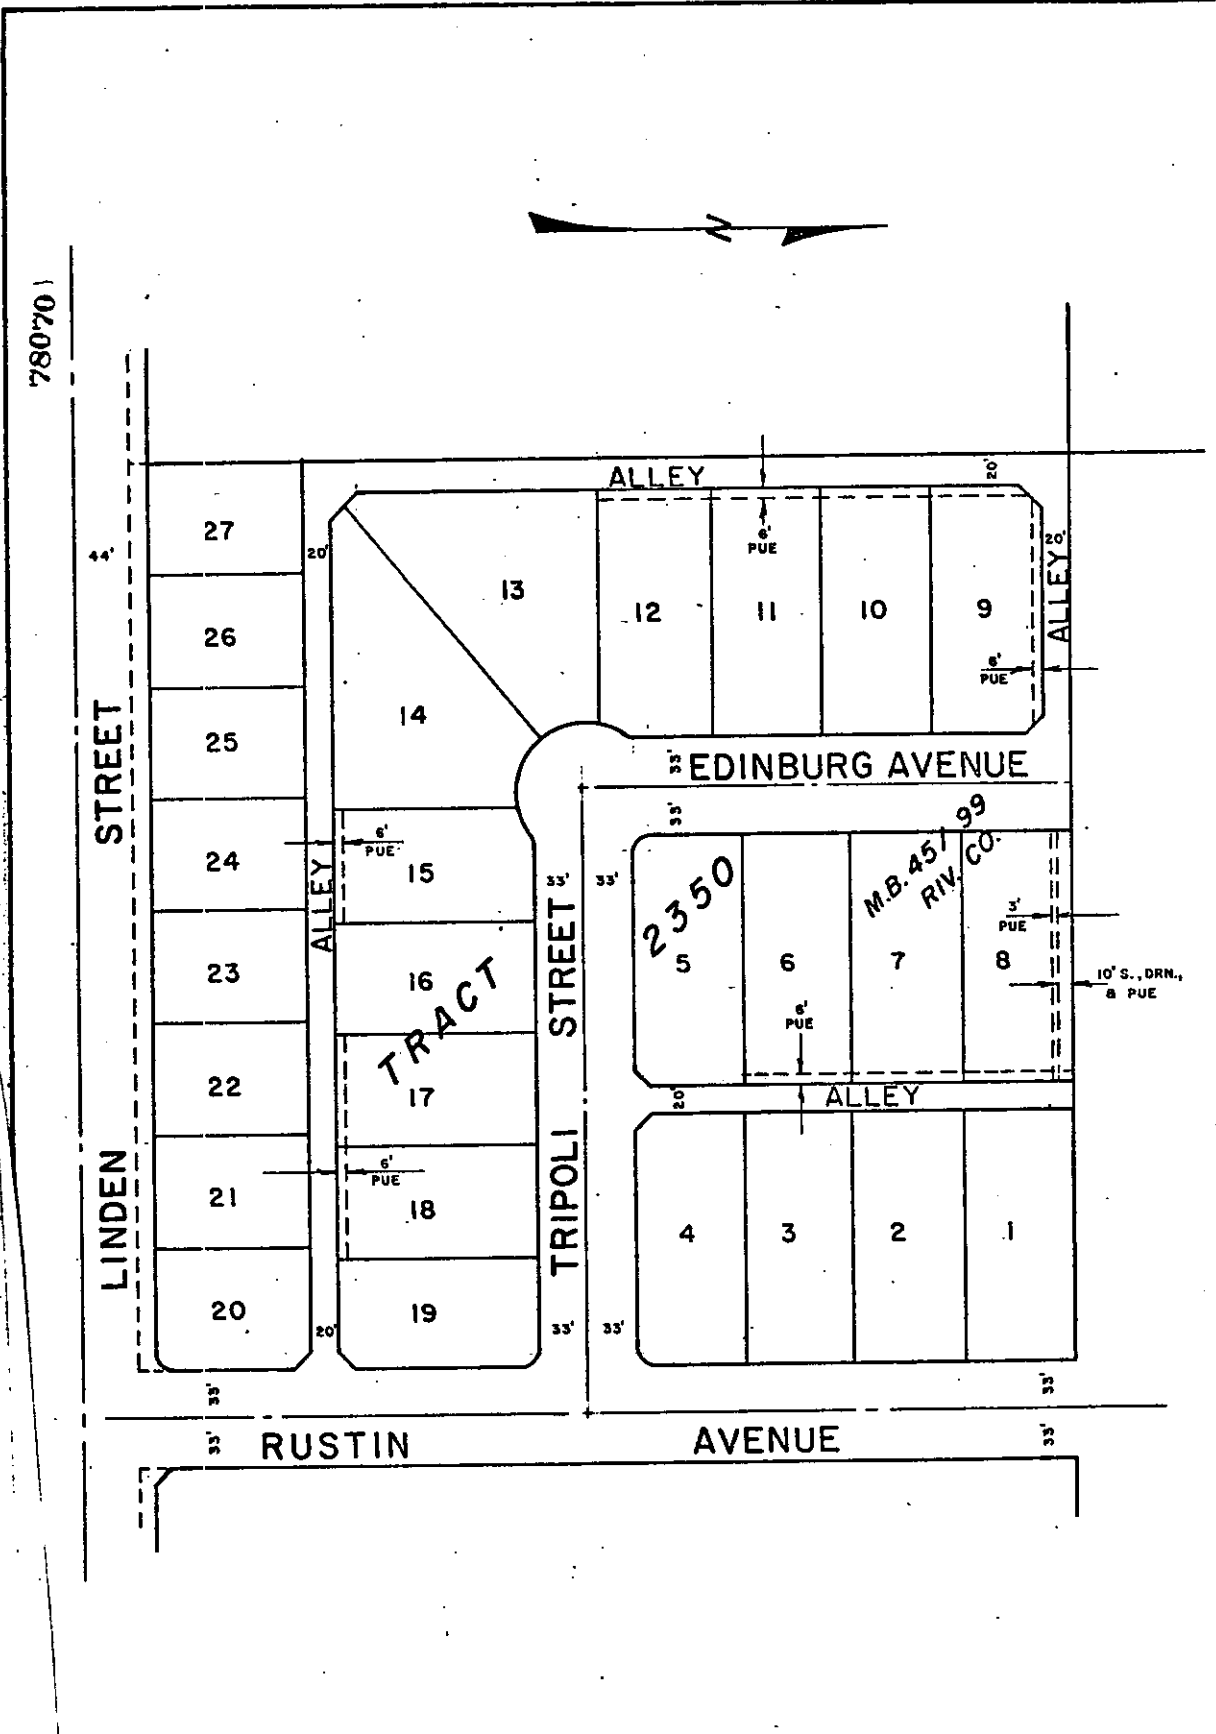 780701
N
ALLEY
20'
27
44'
20'
6'
PUE
20'
ALLEY
13
12
11
10
9
26
6'
PUE
14
25
STREET
33'
EDINBURG AVENUE
33'
24
6'
PUE
15
33'
33'
2350
M.B. 45/99
RIV. CO.
ALLEY
3'
PUE
STREET
5
6
7
8
23
16
10' S., DRN.,
& PUE
TRACT
6'
PUE
22
17
20'
ALLEY
LINDEN
21
6'
PUE
18
TRIPOLI
4
3
2
1
20
19
20'
33'
33'
33'
33'
33'
33'
RUSTIN AVENUE